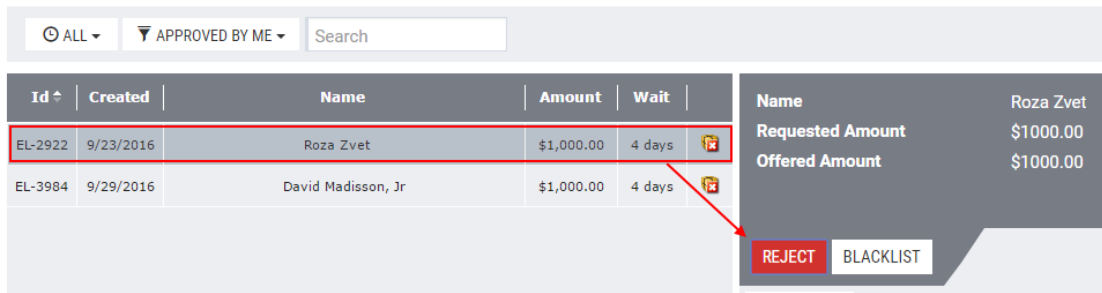 ALL APPROVED BY ME Search
Id Created Name Amount Wait
EL-2922 9/23/2016 Roza Zvet $1,000.00 4 days
EL-3984 9/29/2016 David Madisson, Jr $1,000.00 4 days
Name Roza Zvet
Requested Amount $1000.00
Offered Amount $1000.00
REJECT BLACKLIST